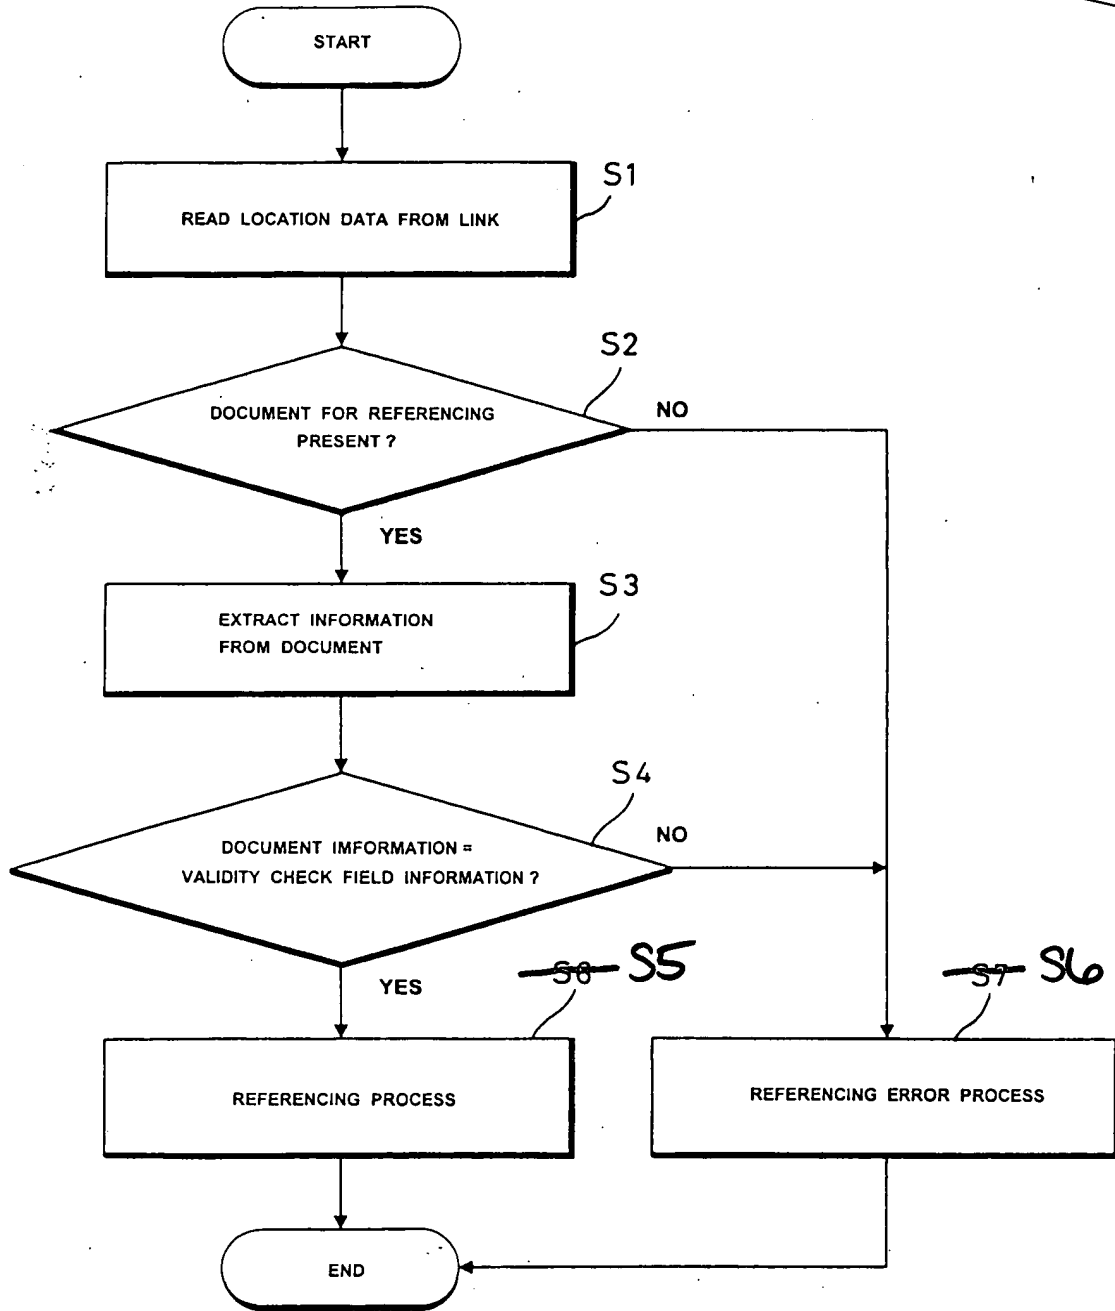 START
S1
READ LOCATION DATA FROM LINK
S2
DOCUMENT FOR REFERENCING
PRESENT ?
NO
YES
S3
EXTRACT INFORMATION
FROM DOCUMENT
S4
DOCUMENT IMFORMATION =
VALIDITY CHECK FIELD INFORMATION ?
NO
YES
S5
S7 S6
REFERENCING PROCESS
REFERENCING ERROR PROCESS
END